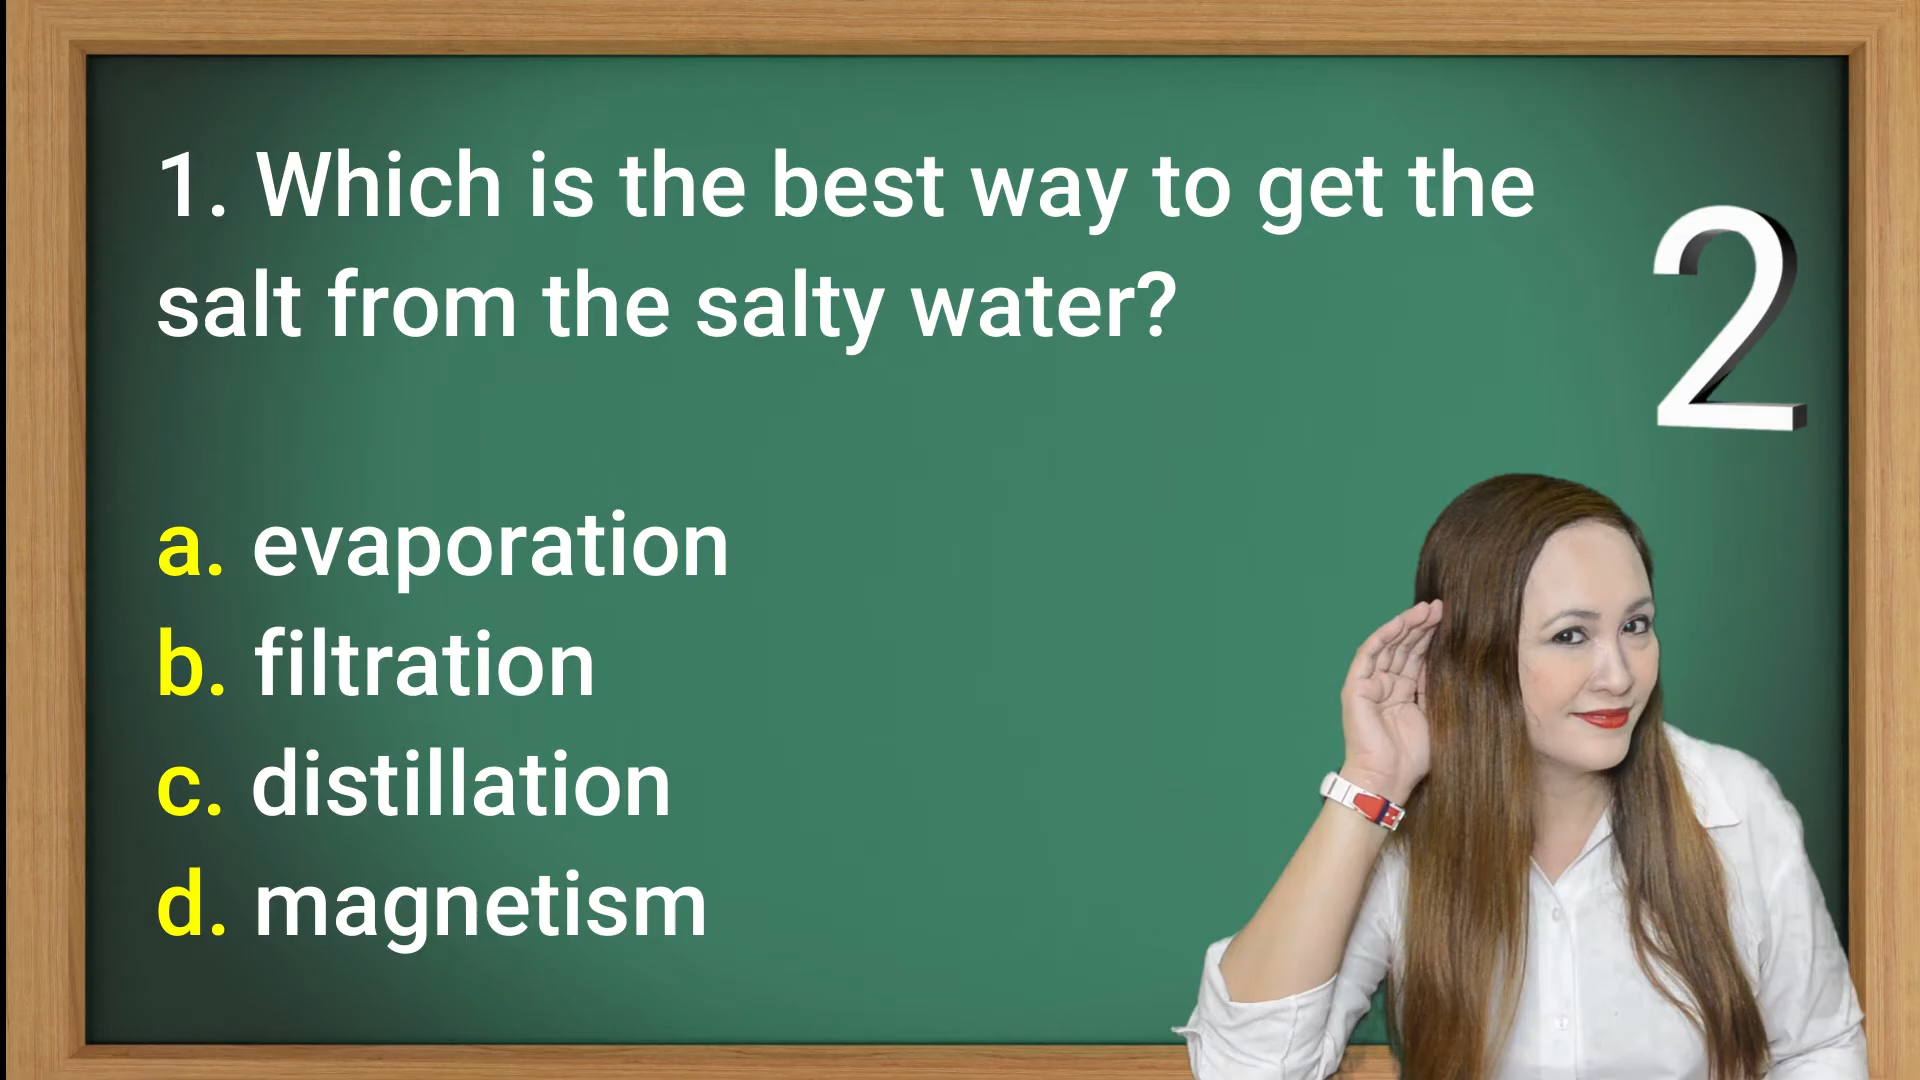 1. Which is the best way to get the
salt from the salty water?
2
a. evaporation
b. filtration
c. distillation
d. magnetism